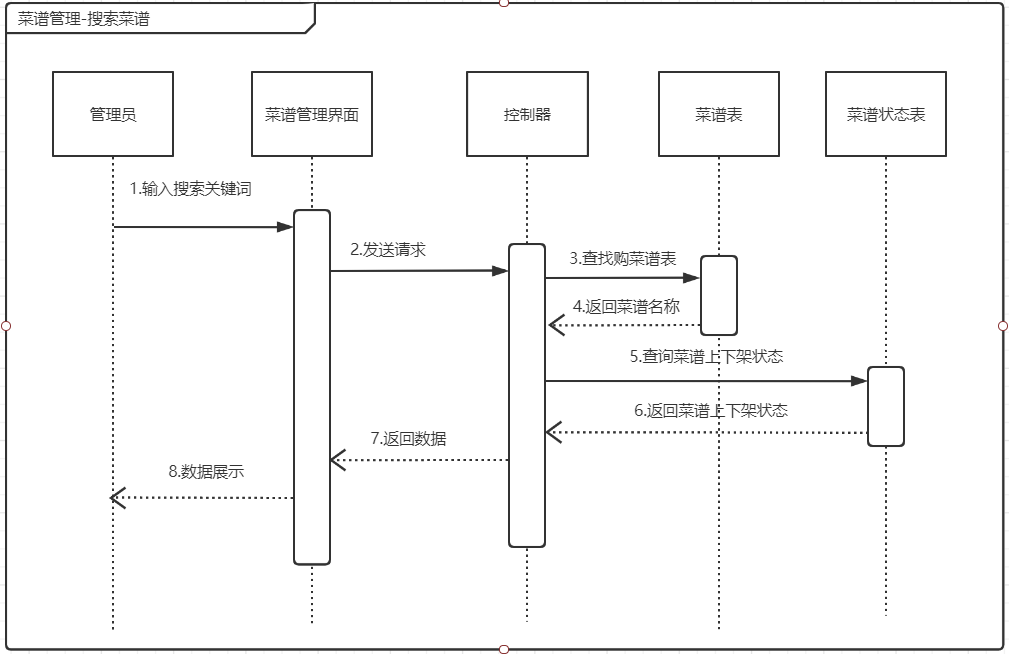 菜谱管理-搜索菜谱
管理员
菜谱管理界面
控制器
菜谱表
菜谱状态表
1.输入搜索关键词
2.发送请求
3.查找购菜谱表
4.返回菜谱名称
5.查询菜谱上下架状态
6.返回菜谱上下架状态
7.返回数据
8.数据展示